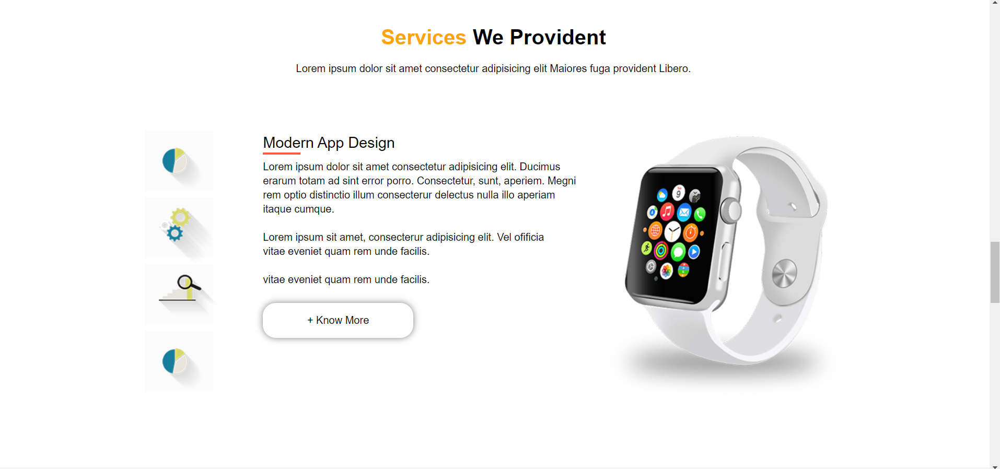 Services We Provident
Lorem ipsum dolor sit amet consectetur adipisicing elit Maiores fuga provident Libero.
Modern App Design
Lorem ipsum dolor sit amet consectetur adipisicing elit. Ducimus
erarum totam ad sint error porro. Consectetur, sunt, aperiem. Megni
rem optio distinctio illum consecterur delectus nulla illo aperiam
itaque cumque.
Lorem ipsum sit amet, consecterur adipisicing elit. Vel ofificia
vitae eveniet quam rem unde facilis.
vitae eveniet quam rem unde facilis.
+ Know More
9